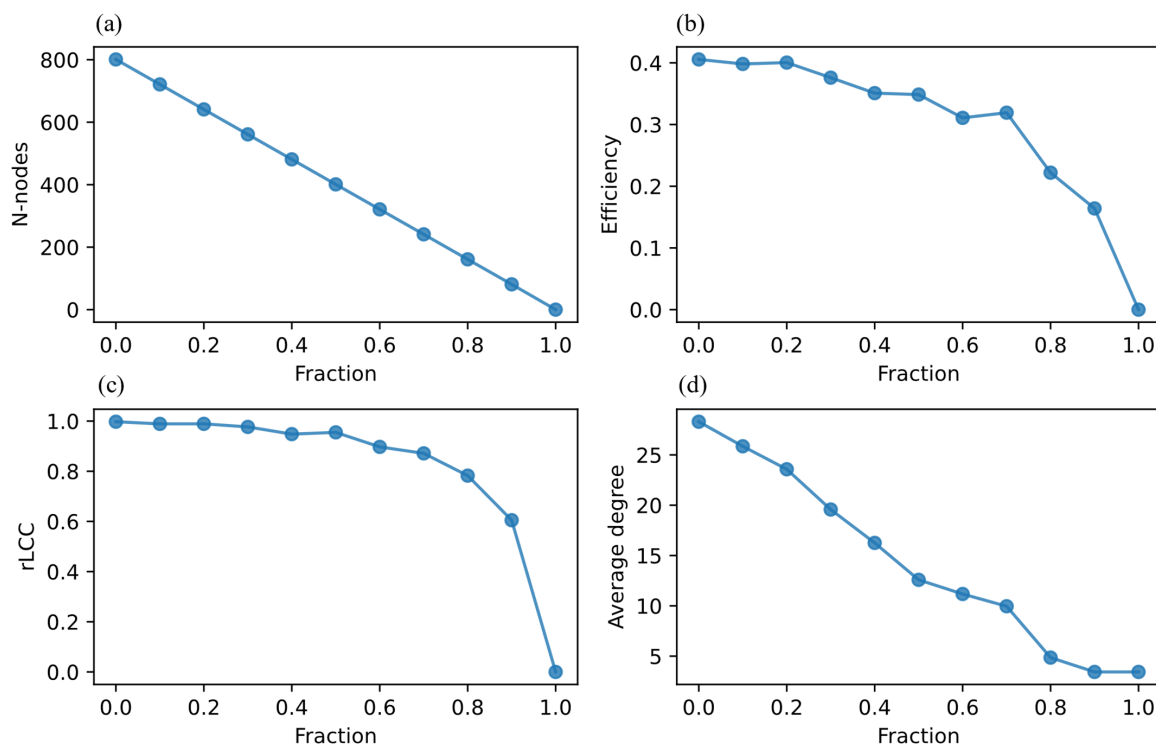 (a)
800
600
400
200
0
N-nodes
0.0 0.2 0.4 0.6 0.8 1.0
Fraction
(b)
0.4
0.3
0.2
0.1
0.0
Efficiency
0.0 0.2 0.4 0.6 0.8 1.0
Fraction
(c)
1.0
0.8
0.6
0.4
0.2
0.0
rLCC
0.0 0.2 0.4 0.6 0.8 1.0
Fraction
(d)
25
20
15
10
5
Average degree
0.0 0.2 0.4 0.6 0.8 1.0
Fraction